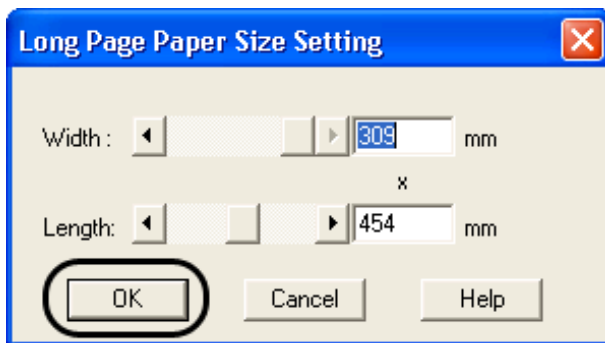 Long Page Paper Size Setting
Width : 309 mm
x
Length: 454 mm
OK Cancel Help